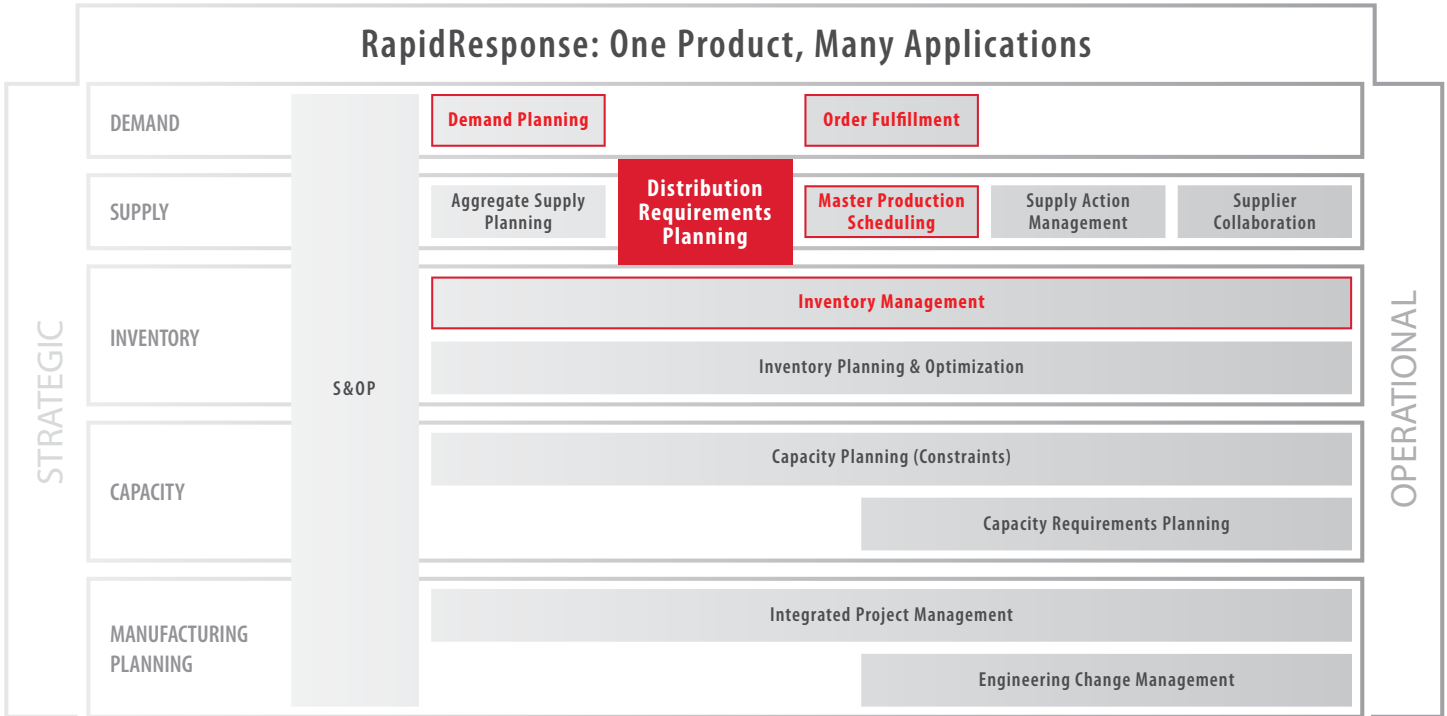 RapidResponse: One Product, Many Applications
STRATEGIC
OPERATIONAL
S&OP
DEMAND
Demand Planning
Order Fulfillment
SUPPLY
Aggregate Supply
Planning
Distribution
Requirements
Planning
Master Production
Scheduling
Supply Action
Management
Supplier
Collaboration
INVENTORY
Inventory Management
Inventory Planning & Optimization
CAPACITY
Capacity Planning (Constraints)
Capacity Requirements Planning
MANUFACTURING
PLANNING
Integrated Project Management
Engineering Change Management